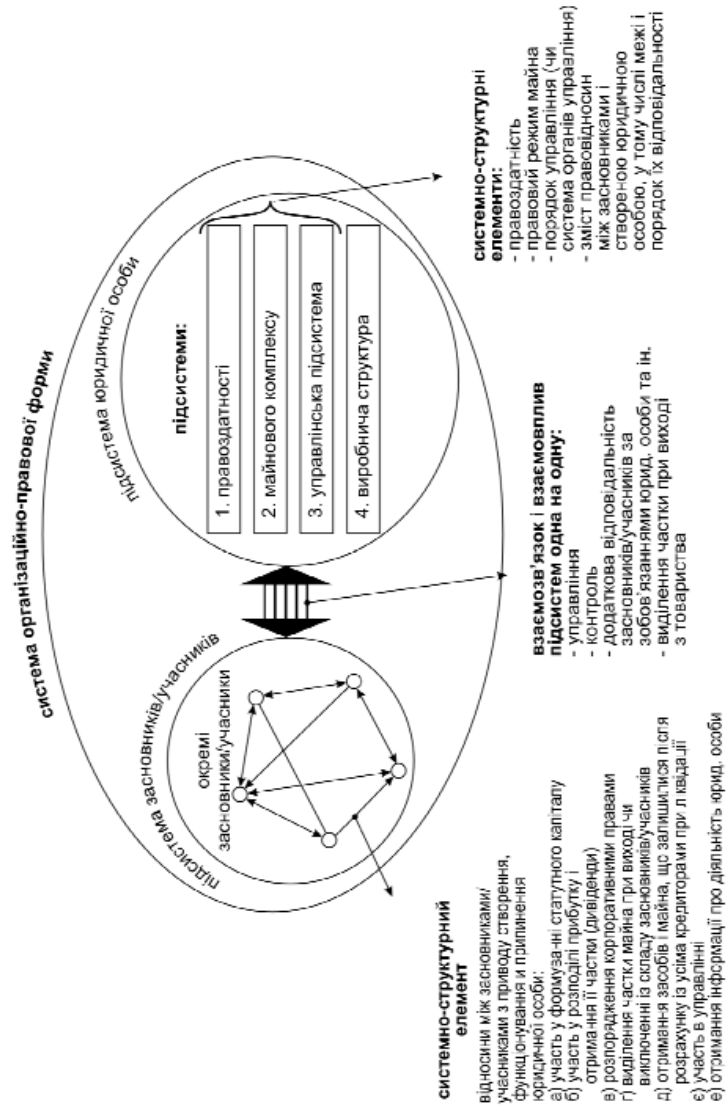 система організаційно-правової форми
підсистема засновників/учасників
окремі
засновники/учасники
підсистема юридичної особи
підсистеми:
1. правоздатності
2. майнового комплексу
3. управлінська підсистема
4. виробнича структура
системно-структурний
елемент
відносини між засновниками/
учасниками з приводу створення,
функціонування и припинення
юридичної особи:
а) участь у формуванні статутного капіталу
б) участь у розподілі прибутку і
отримання її частки (дивіденди)
в) розпорядження корпоративними правами
г) виділення частки майна при виході чи
виключенні із складу засновників/учасників
д) отримання засобів і майна, що залишилися після
розрахунку із усіма кредиторами при ліквідації
є) участь в управлінні
е) отримання інформації про діяльність юрид. особи
взаємозв'язок і взаємовплив
підсистем одна на одну:
- управління
- контроль
- додаткова відповідальність
засновників/учасників за
зобов'язаннями юрид. особи та ін.
- виділення частки при виході
з товариства
системно-структурні
елементи:
- правоздатність
- правовий режим майна
- порядок управління (чи
система органів управління)
- зміст правовідносин
між засновниками і
створеною юридичною
особою, у тому числі межі і
порядок їх відповідальності